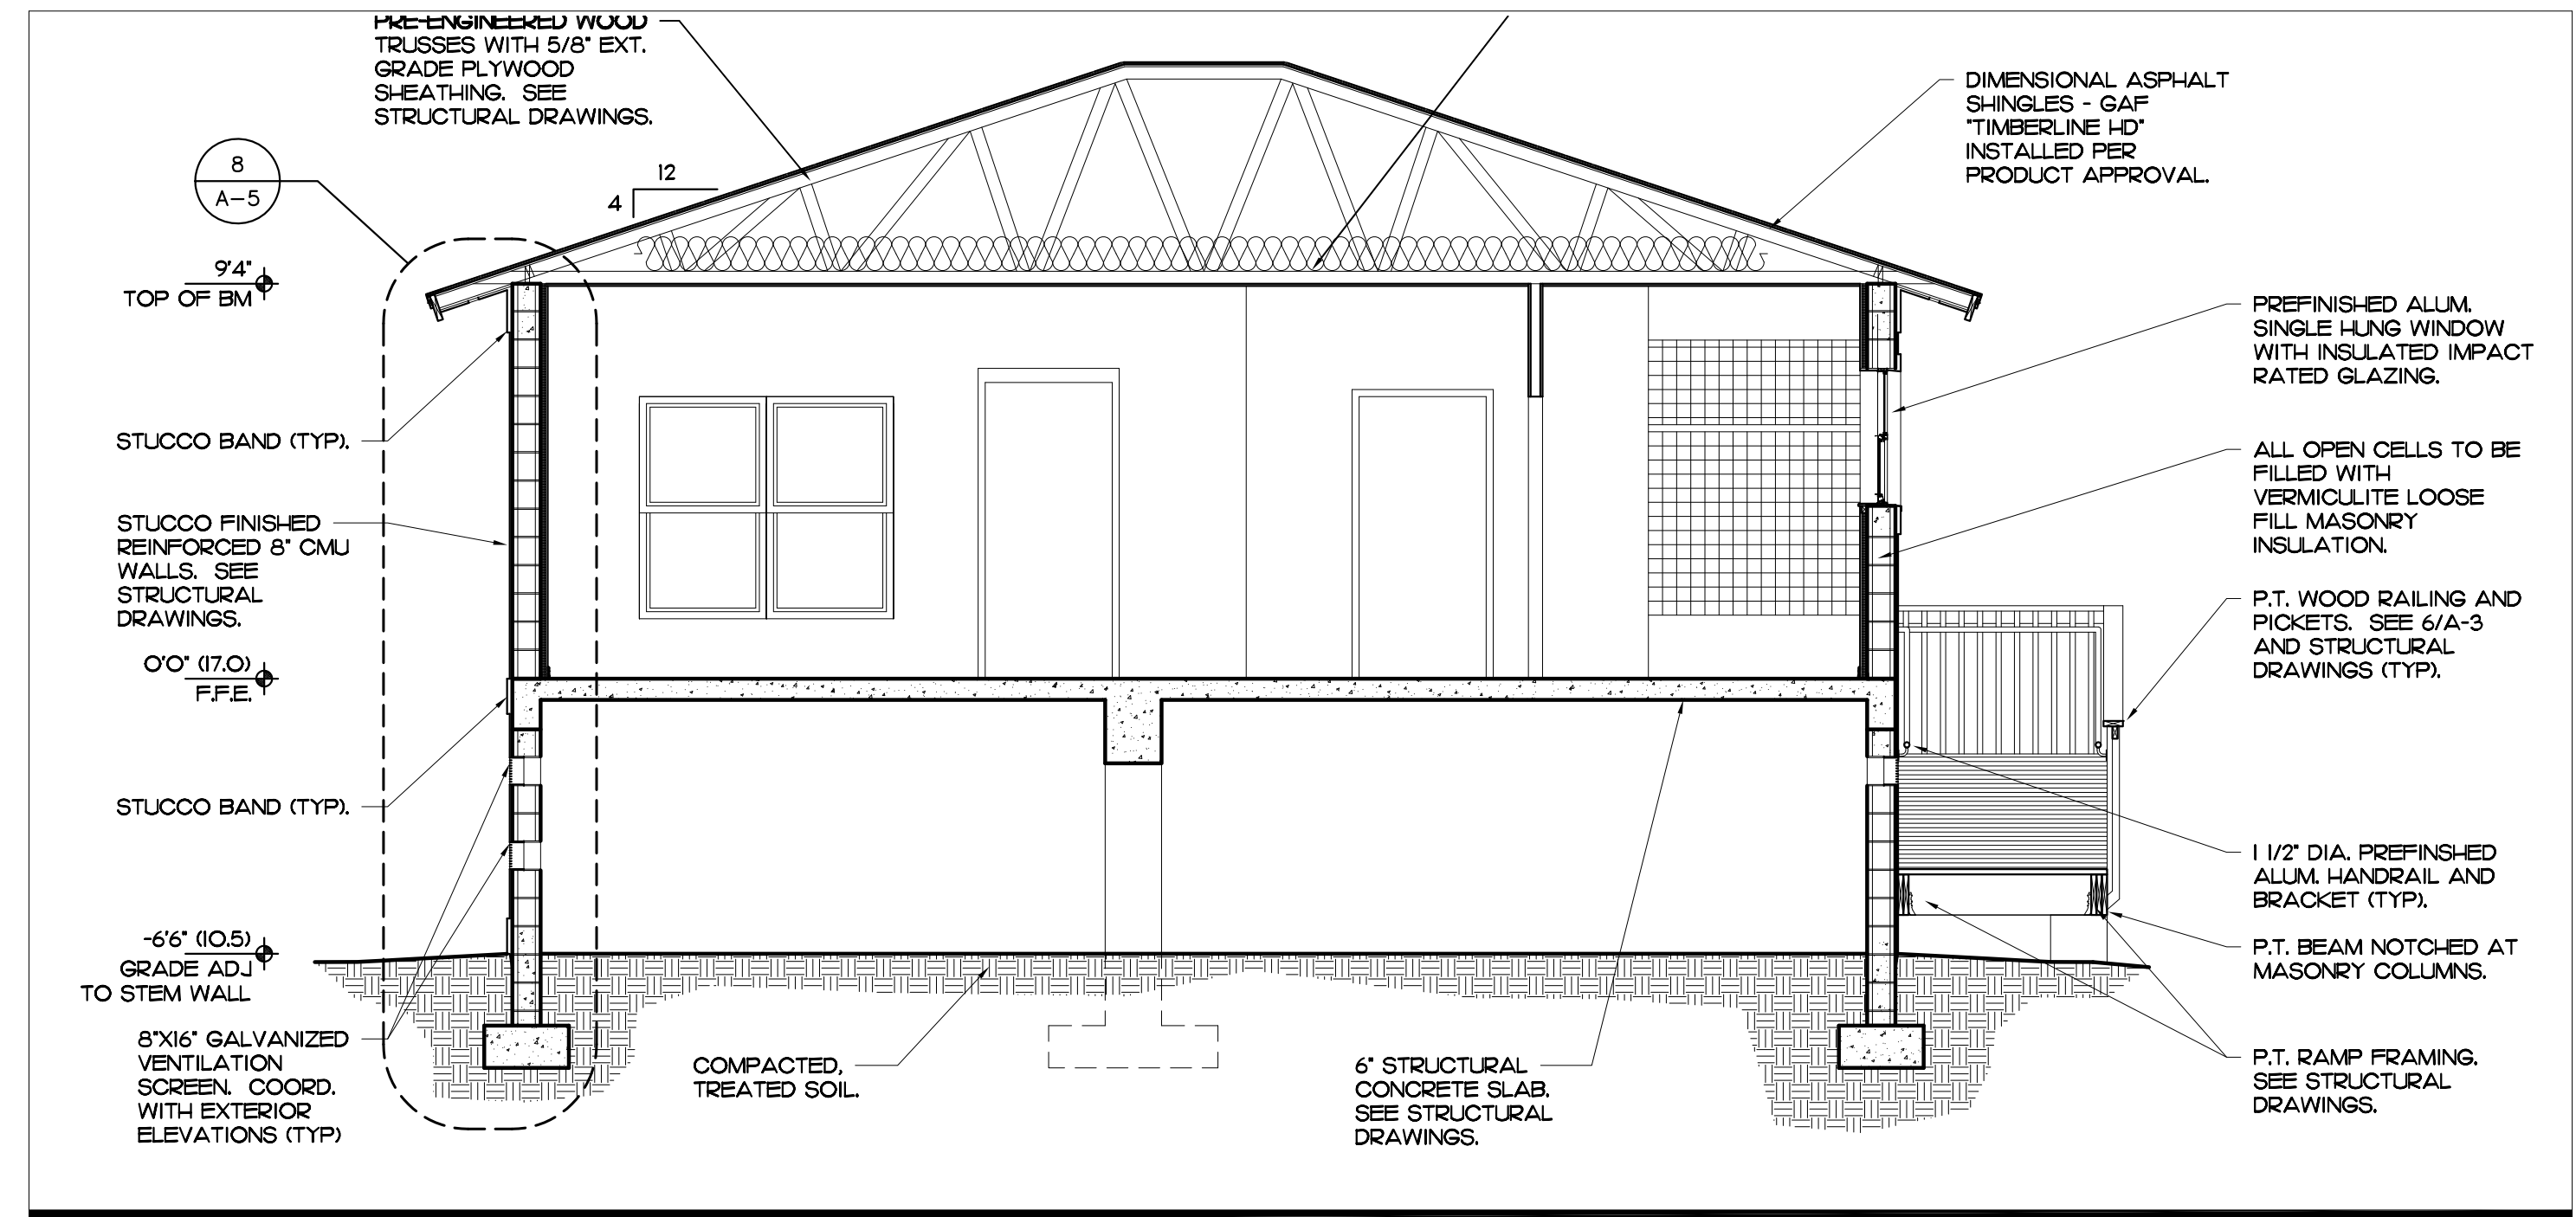 PRE-ENGINEERED WOOD
TRUSSES WITH 5/8" EXT.
GRADE PLYWOOD
SHEATHING. SEE
STRUCTURAL DRAWINGS.
8
A-5
12
4
9'4"
TOP OF BM
STUCCO BAND (TYP).
STUCCO FINISHED
REINFORCED 8" CMU
WALLS. SEE
STRUCTURAL
DRAWINGS.
0'0" (17.0)
F.F.E.
STUCCO BAND (TYP).
-6'6" (10.5)
GRADE ADJ
TO STEM WALL
8"X16" GALVANIZED
VENTILATION
SCREEN. COORD.
WITH EXTERIOR
ELEVATIONS (TYP)
COMPACTED,
TREATED SOIL.
6" STRUCTURAL
CONCRETE SLAB.
SEE STRUCTURAL
DRAWINGS.
DIMENSIONAL ASPHALT
SHINGLES - GAF
"TIMBERLINE HD"
INSTALLED PER
PRODUCT APPROVAL.
PREFINISHED ALUM.
SINGLE HUNG WINDOW
WITH INSULATED IMPACT
RATED GLAZING.
ALL OPEN CELLS TO BE
FILLED WITH
VERMICULITE LOOSE
FILL MASONRY
INSULATION.
P.T. WOOD RAILING AND
PICKETS. SEE 6/A-3
AND STRUCTURAL
DRAWINGS (TYP).
1 1/2" DIA. PREFINSHED
ALUM. HANDRAIL AND
BRACKET (TYP).
P.T. BEAM NOTCHED AT
MASONRY COLUMNS.
P.T. RAMP FRAMING.
SEE STRUCTURAL
DRAWINGS.